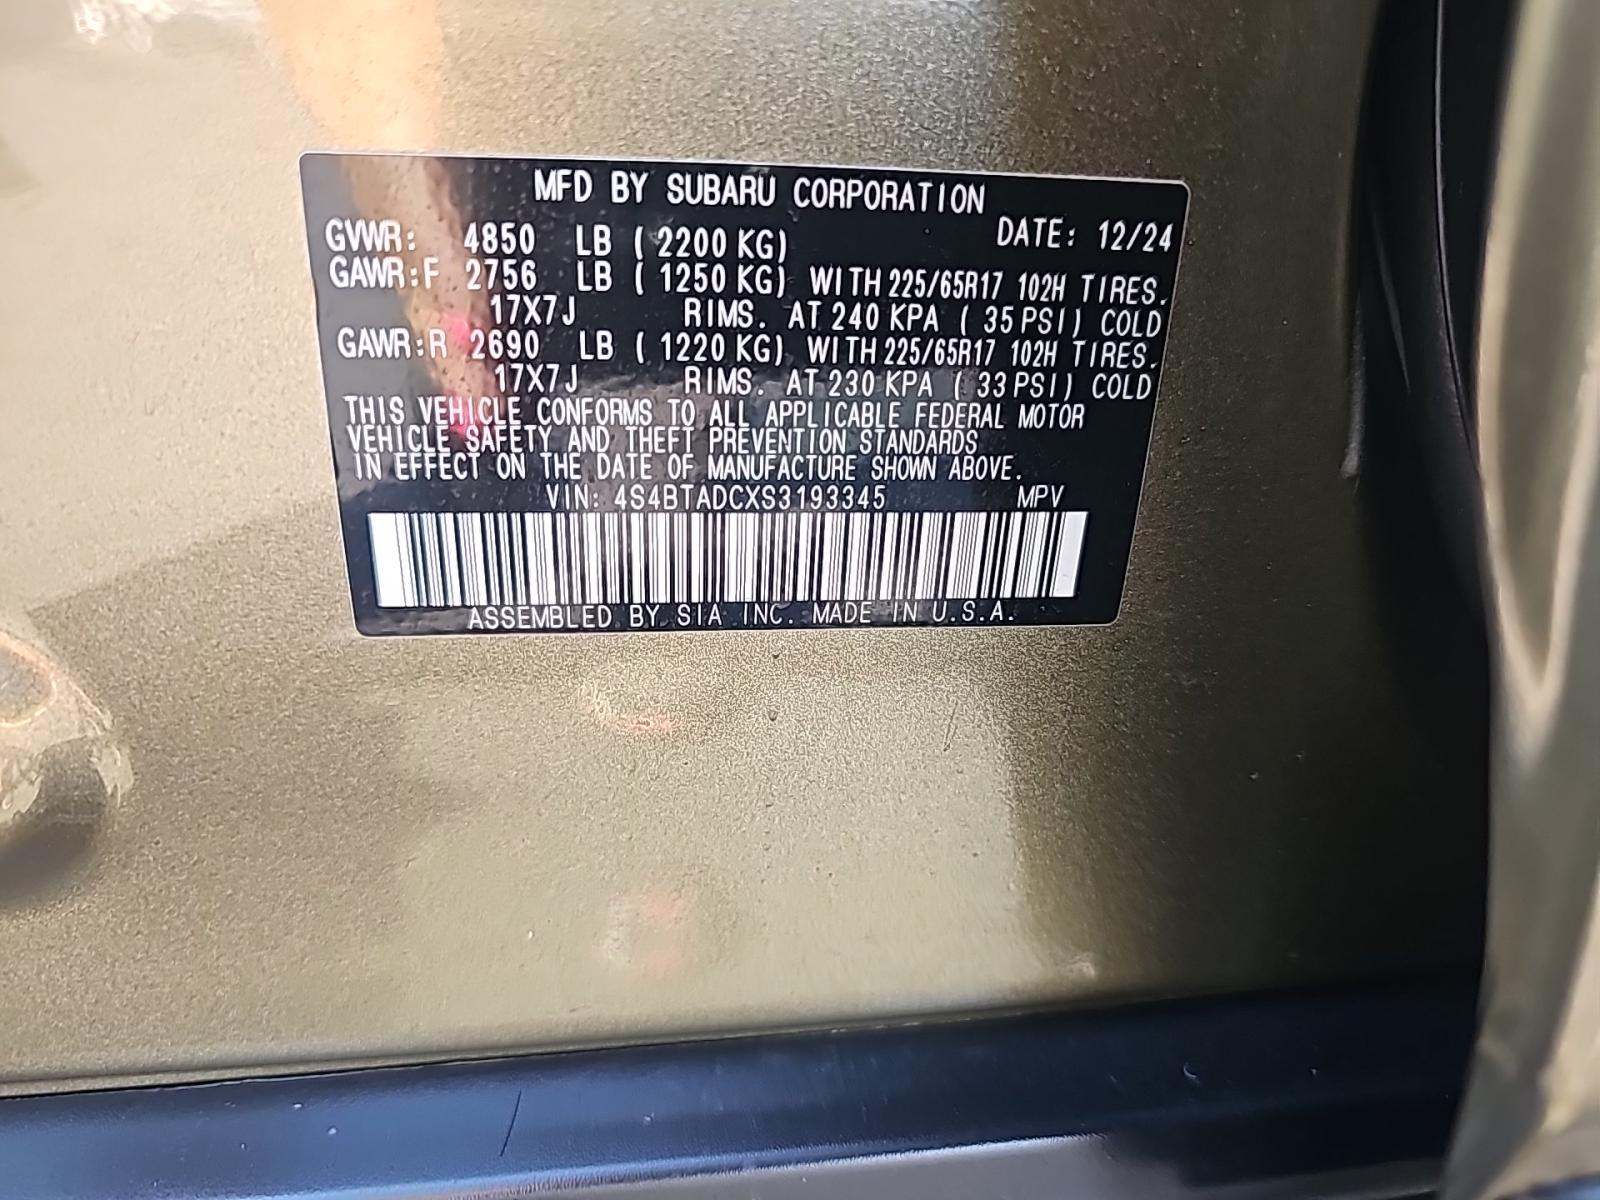 MFD BY SUBARU CORPORATION
DATE: 12/24
GVWR: 4850 LB ( 2200 KG)
GAWR:F 2756 LB ( 1250 KG) WITH 225/65R17 102H TIRES.
17X7J RIMS. AT 240 KPA ( 35 PSI) COLD
GAWR:R 2690 LB ( 1220 KG) WITH 225/65R17 102H TIRES.
17X7J RIMS. AT 230 KPA ( 33 PSI) COLD
THIS VEHICLE CONFORMS TO ALL APPLICABLE FEDERAL MOTOR
VEHICLE SAFETY AND THEFT PREVENTION STANDARDS
IN EFFECT ON THE DATE OF MANUFACTURE SHOWN ABOVE.
VIN: 4S4BTADCXS3193345 MPV
ASSEMBLED BY SIA INC. MADE IN U.S.A.